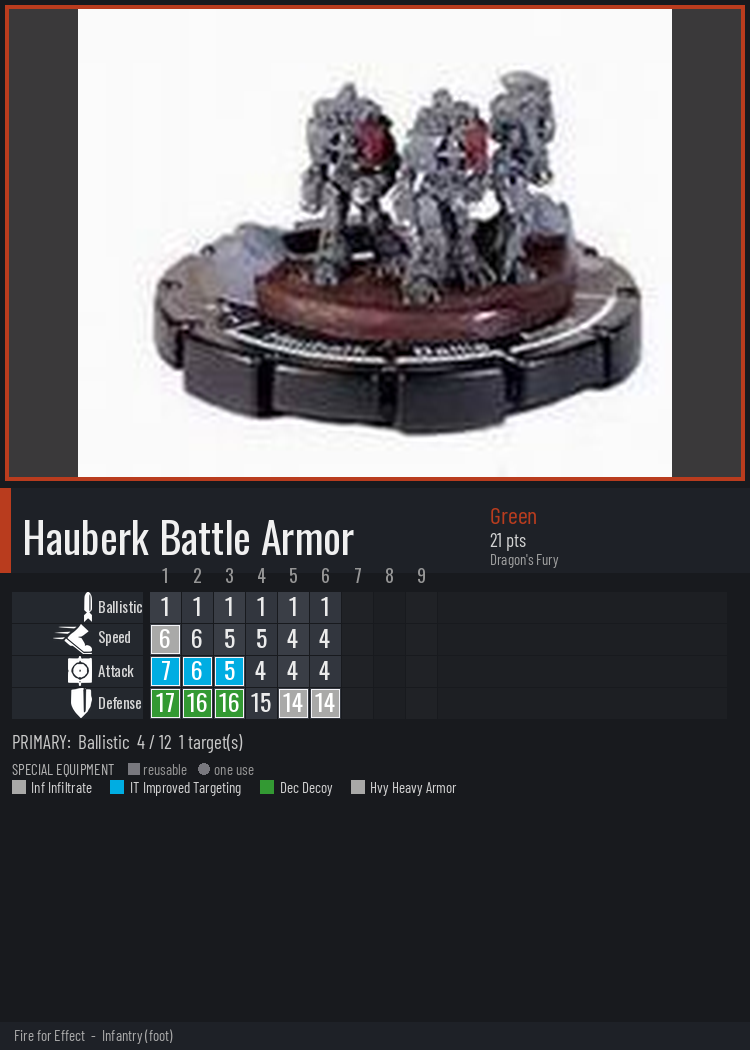 Battle
Hauberk Battle Armor
Green
21 pts
Dragon's Fury
1 2 3 4 5 6 7 8 9
Ballistic 1 1 1 1 1 1
Speed 6 6 5 5 4 4
Attack 7 6 5 4 4 4
Defense 17 16 16 15 14 14
PRIMARY: Ballistic 4 / 12 1 target(s)
SPECIAL EQUIPMENT reusable one use
Inf Infiltrate IT Improved Targeting Dec Decoy Hvy Heavy Armor
Fire for Effect - Infantry (foot)